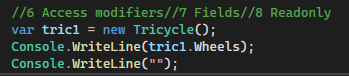 //6 Access modifiers//7 Fields//8 Readonly
var tric1 = new Tricycle();
Console.WriteLine(tric1.Wheels);
Console.WriteLine("");